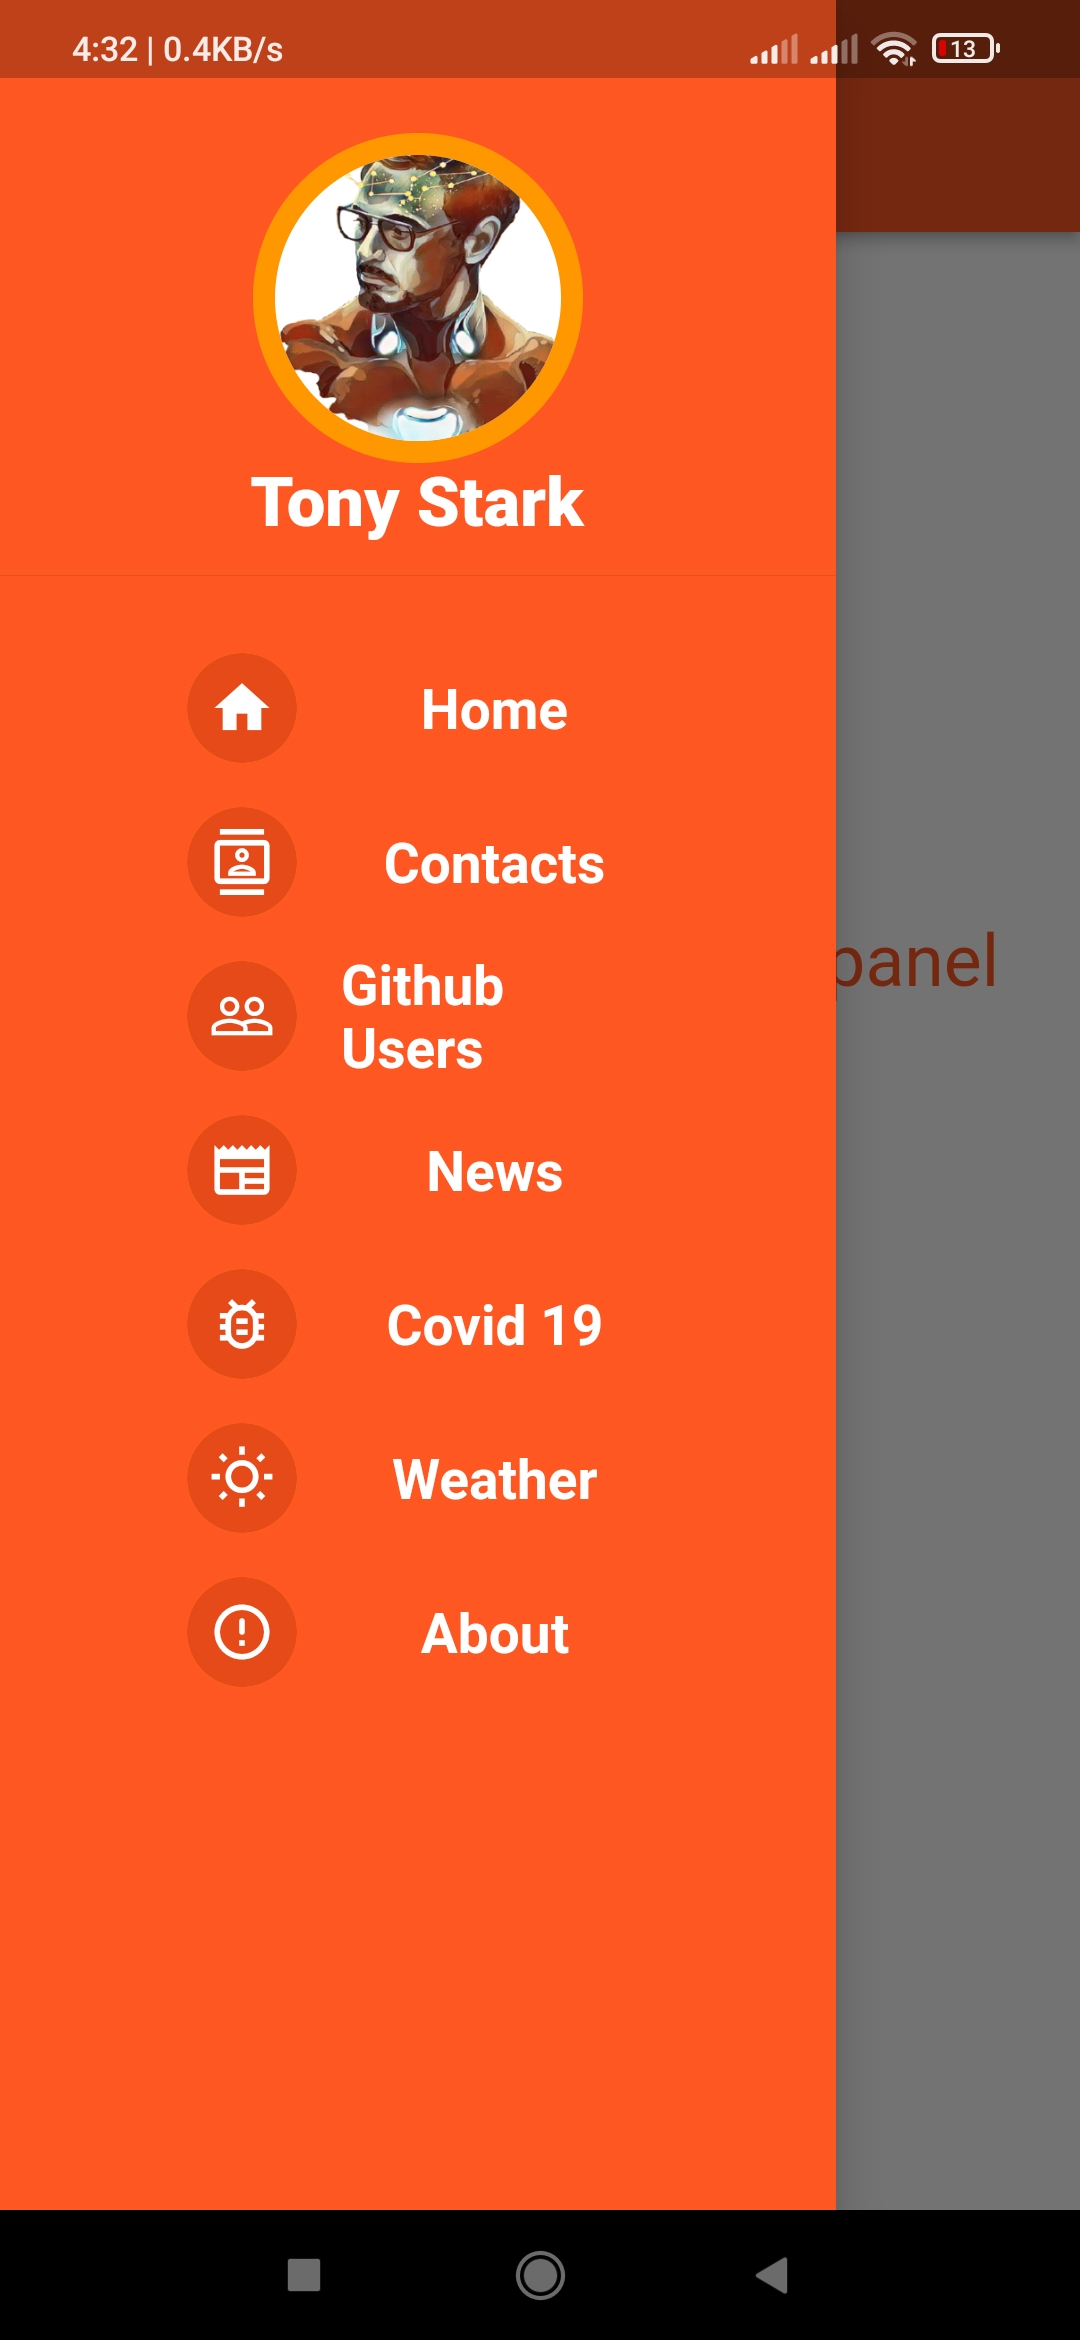 4:32 | 0.4KB/s
13
Tony Stark
Home
Contacts
panel
Github
Users
News
Covid 19
Weather
About